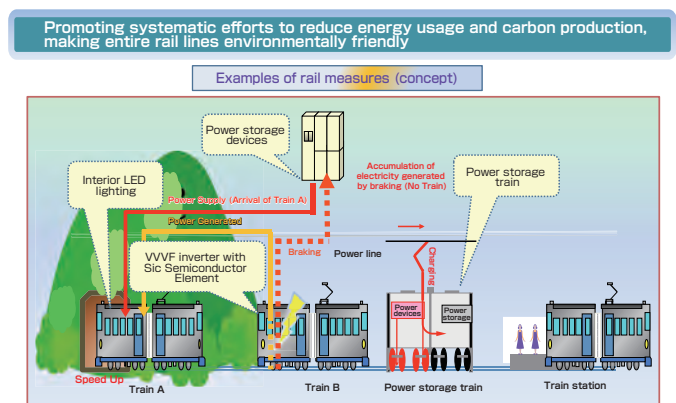 Promoting systematic efforts to reduce energy usage and carbon production,
making entire rail lines environmentally friendly
Examples of rail measures (concept)
Power storage
devices
Accumulation of
electricity generated
by braking (No Train)
Power storage
train
Interior LED
lighting
Power Supply (Arrival of Train A)
Power Generated
Braking
Power line
VVVF inverter with
Sic Semiconductor
Element
Charging
Power
devices
Power
storage
Speed Up
Train A
Train B
Power storage train
Train station